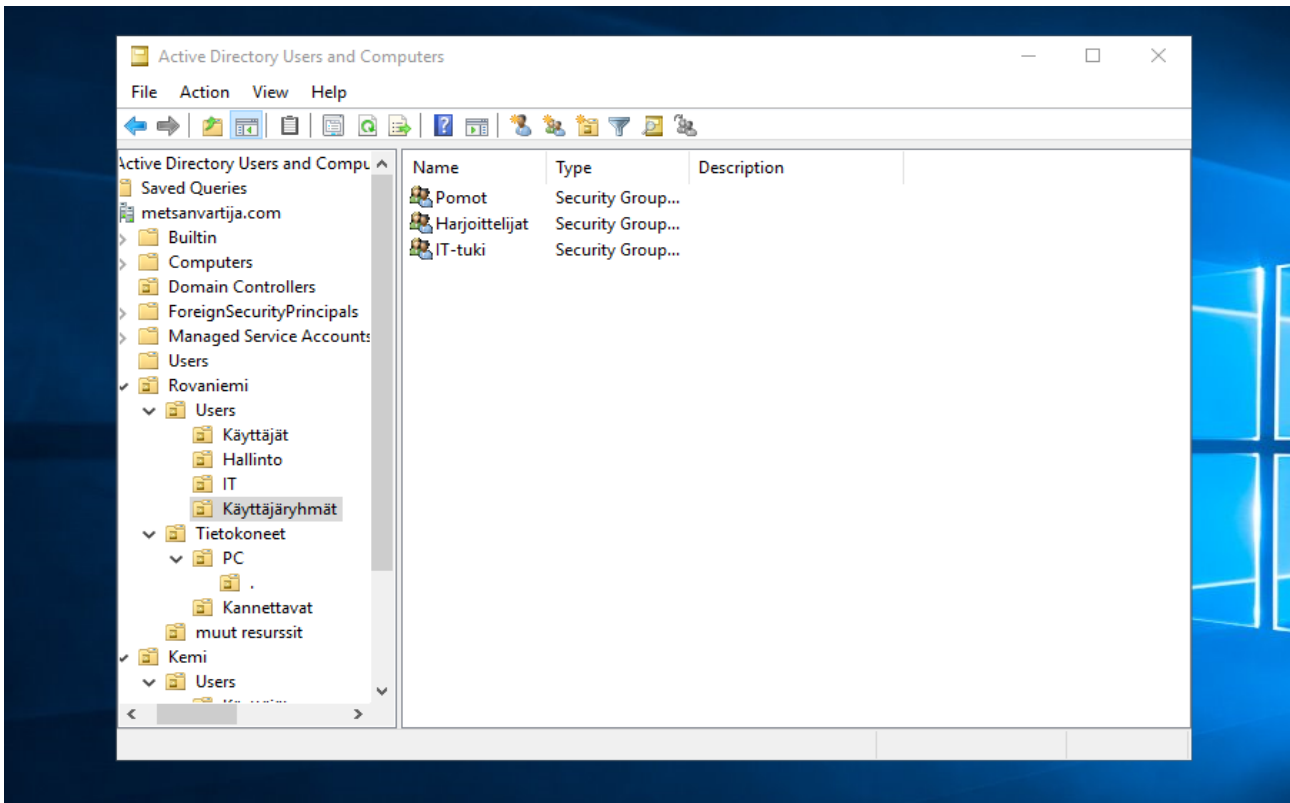 Active Directory Users and Computers
File Action View Help
Active Directory Users and Compu
Saved Queries
metsanvartija.com
Builtin
Computers
Domain Controllers
ForeignSecurityPrincipals
Managed Service Accounts
Users
Rovaniemi
Users
Käyttäjät
Hallinto
IT
Käyttäjäryhmät
Tietokoneet
PC
.
Kannettavat
muut resurssit
Kemi
Users
Name Type Description
Pomot Security Group...
Harjoittelijat Security Group...
IT-tuki Security Group...